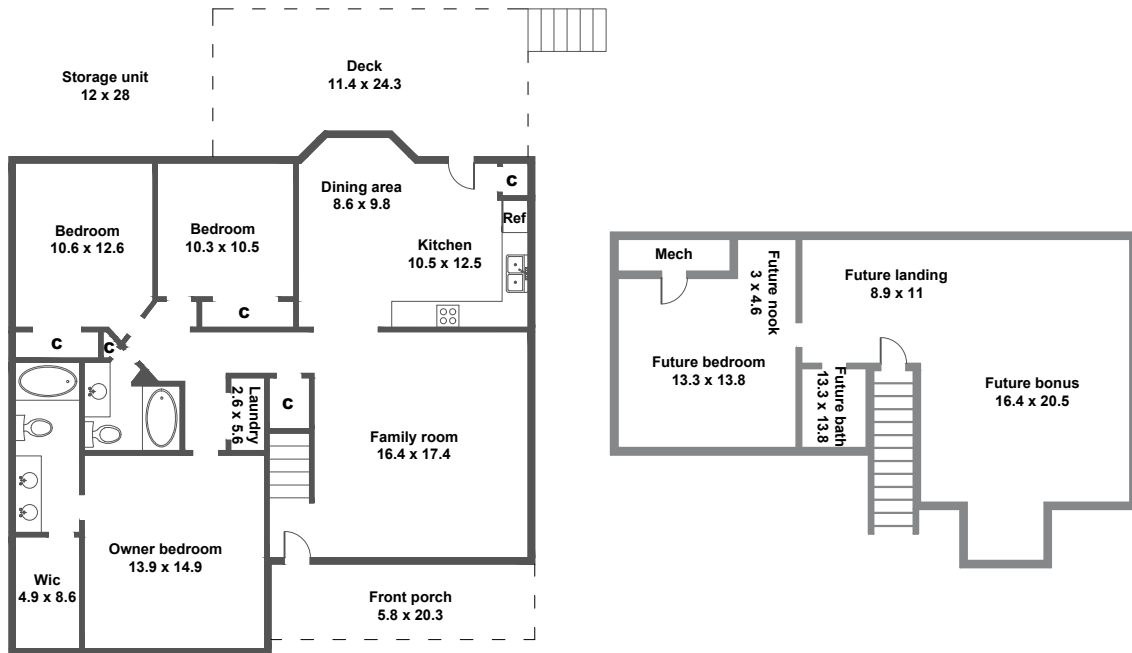 Storage unit
12 x 28
Deck
11.4 x 24.3
Bedroom
10.6 x 12.6
Bedroom
10.3 x 10.5
Dining area
8.6 x 9.8
C
Ref
Kitchen
10.5 x 12.5
C
C
C
Laundry
2.6 x 5.6
C
Family room
16.4 x 17.4
Owner bedroom
13.9 x 14.9
Wic
4.9 x 8.6
Front porch
5.8 x 20.3
Mech
Future nook
3 x 4.6
Future landing
8.9 x 11
Future bedroom
13.3 x 13.8
Future bath
13.3 x 13.8
Future bonus
16.4 x 20.5